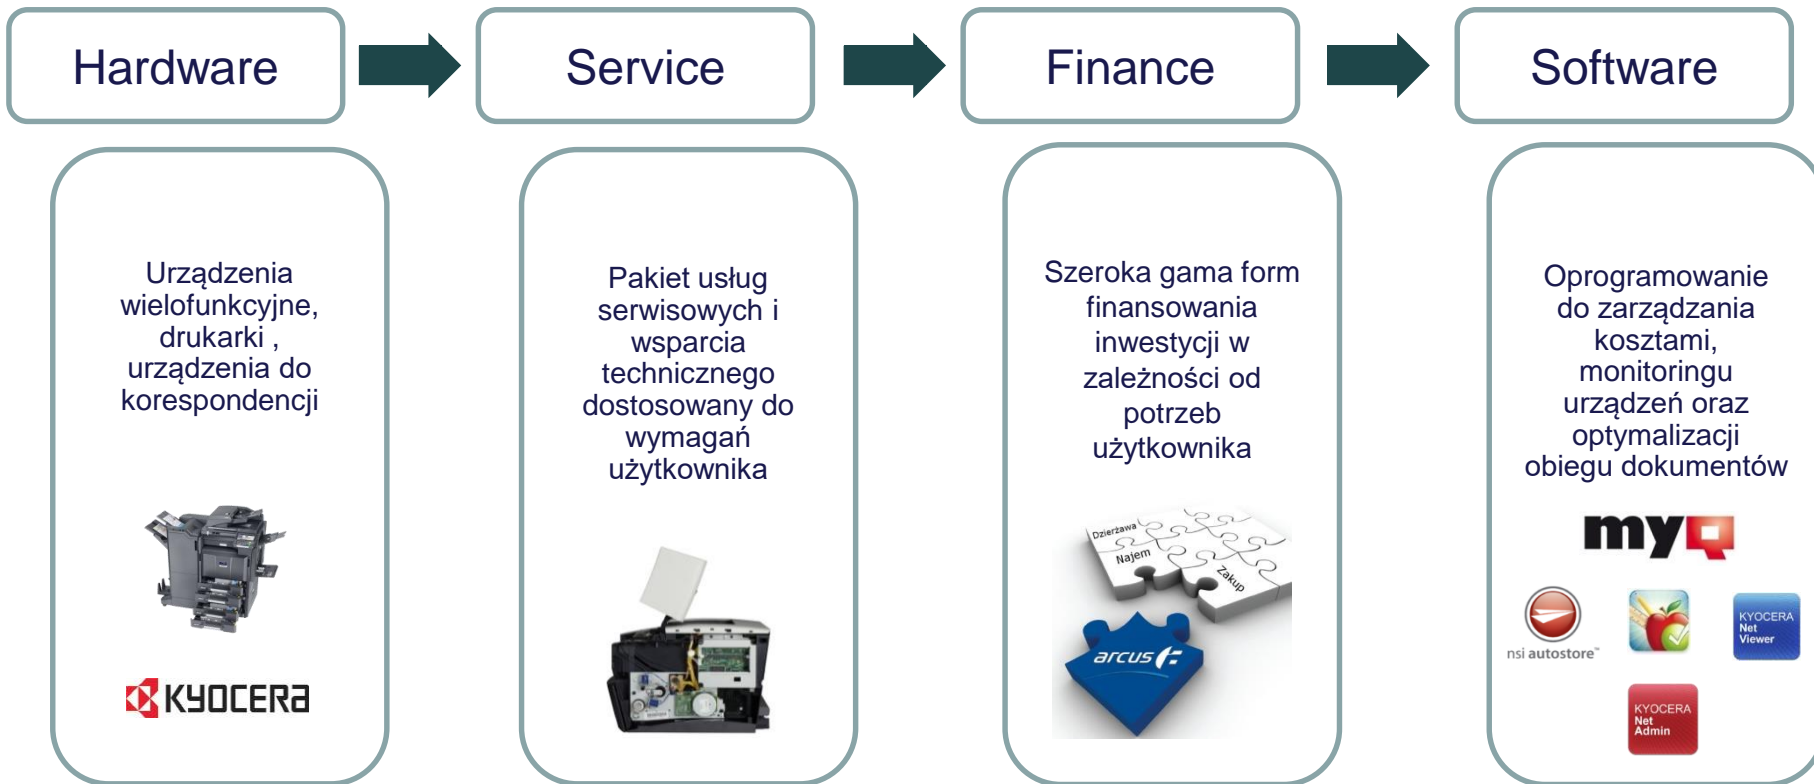 Hardware
Service
Finance
Software
Urządzenia
wielofunkcyjne,
drukarki ,
urządzenia do
korespondencji
KYOCERA
Pakiet usług
serwisowych i
wsparcia
technicznego
dostosowany do
wymagań
użytkownika
Szeroka gama form
finansowania
inwestycji w
zależności od
potrzeb
użytkownika
Dzierżawa
Najem
Zakup
arcus
Oprogramowanie
do zarządzania
kosztami,
monitoringu
urządzeń oraz
optymalizacji
obiegu dokumentów
myQ
nsi autostore™
KYOCERA
Net
Viewer
KYOCERA
Net
Admin